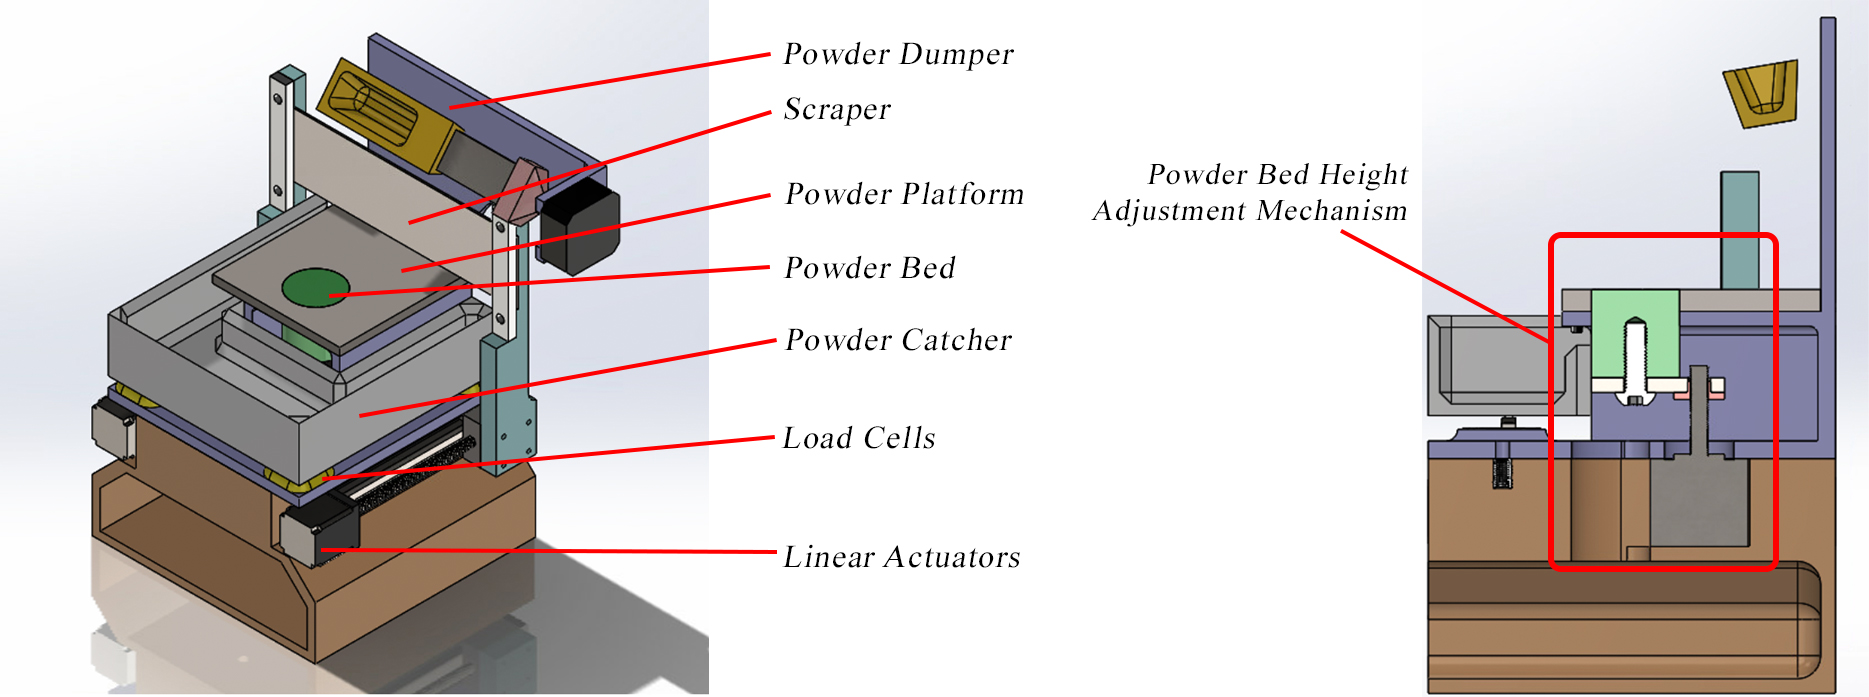 Powder Dumper
Scraper
Powder Platform
Powder Bed
Powder Catcher
Load Cells
Linear Actuators
Powder Bed Height
Adjustment Mechanism